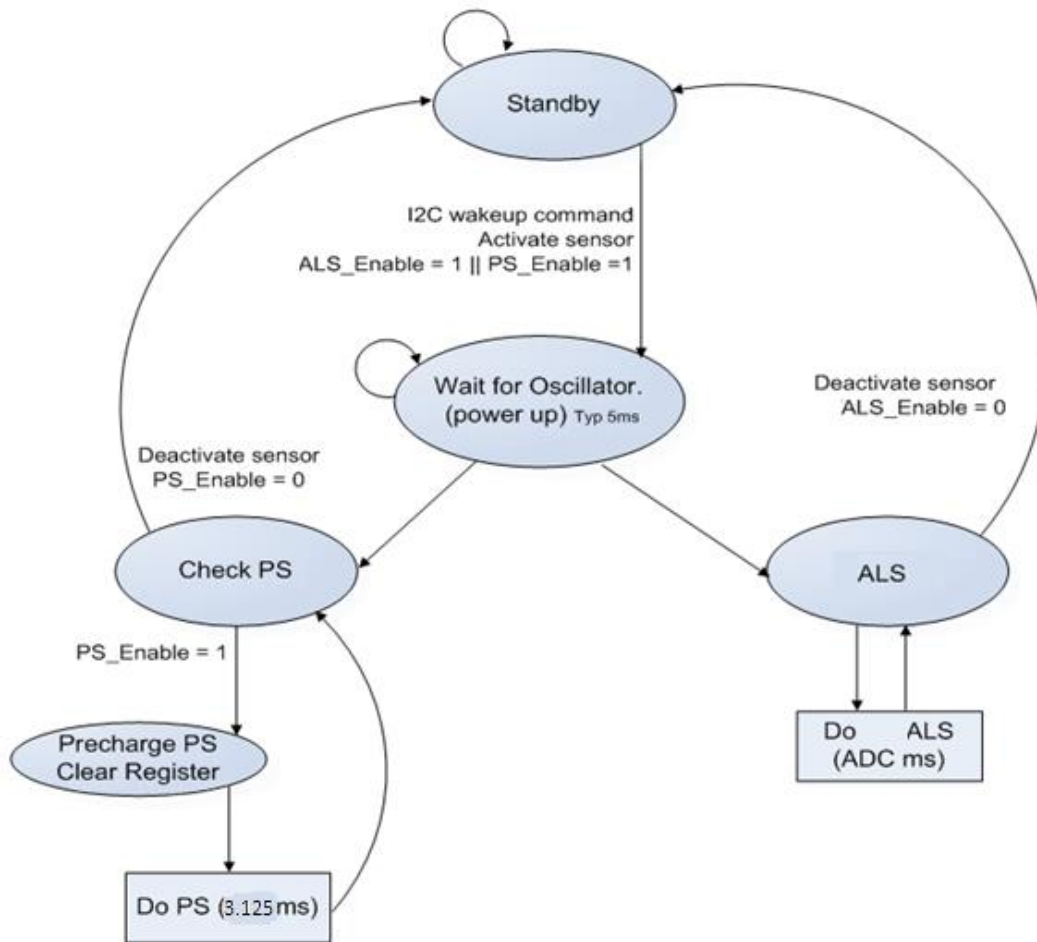 Standby
I2C wakeup command
Activate sensor
ALS_Enable = 1 || PS_Enable =1
Wait for Oscillator.
(power up) Typ 5ms
Deactivate sensor
ALS_Enable = 0
Deactivate sensor
PS_Enable = 0
Check PS
ALS
PS_Enable = 1
Precharge PS
Clear Register
Do ALS
(ADC ms)
Do PS (3.125ms)